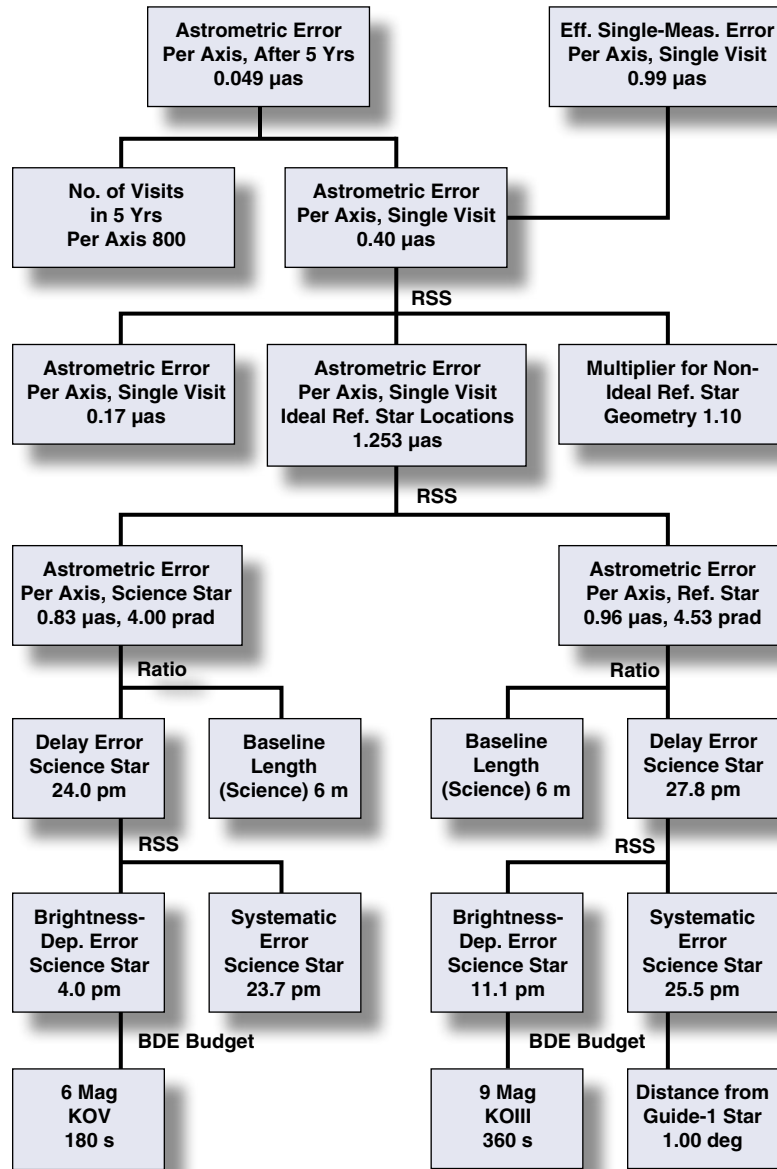 Astrometric Error
Per Axis, After 5 Yrs
0.049 µas
Eff. Single-Meas. Error
Per Axis, Single Visit
0.99 µas
No. of Visits
in 5 Yrs
Per Axis 800
Astrometric Error
Per Axis, Single Visit
0.40 µas
RSS
Astrometric Error
Per Axis, Single Visit
0.17 µas
Astrometric Error
Per Axis, Single Visit
Ideal Ref. Star Locations
1.253 µas
Multiplier for Non-
Ideal Ref. Star
Geometry 1.10
RSS
Astrometric Error
Per Axis, Science Star
0.83 µas, 4.00 prad
Astrometric Error
Per Axis, Ref. Star
0.96 µas, 4.53 prad
Ratio
Ratio
Delay Error
Science Star
24.0 pm
Baseline
Length
(Science) 6 m
Baseline
Length
(Science) 6 m
Delay Error
Science Star
27.8 pm
RSS
RSS
Brightness-
Dep. Error
Science Star
4.0 pm
Systematic
Error
Science Star
23.7 pm
Brightness-
Dep. Error
Science Star
11.1 pm
Systematic
Error
Science Star
25.5 pm
BDE Budget
BDE Budget
6 Mag
KOV
180 s
9 Mag
KOIII
360 s
Distance from
Guide-1 Star
1.00 deg